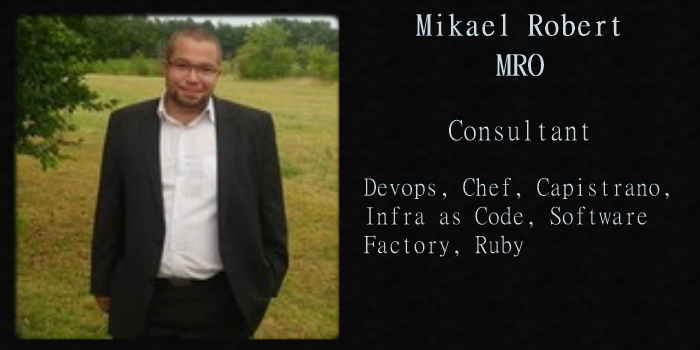 Mikael Robert
MRO
Consultant
Devops, Chef, Capistrano,
Infra as Code, Software
Factory, Ruby